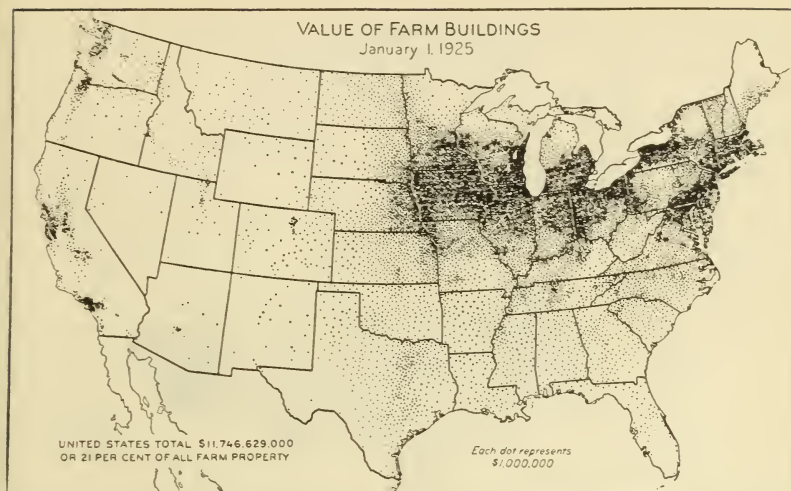 VALUE OF FARM BUILDINGS
January 1, 1925
UNITED STATES TOTAL $11,746,629,000
OR 21 PER CENT OF ALL FARM PROPERTY
Each dot represents
$1,000,000